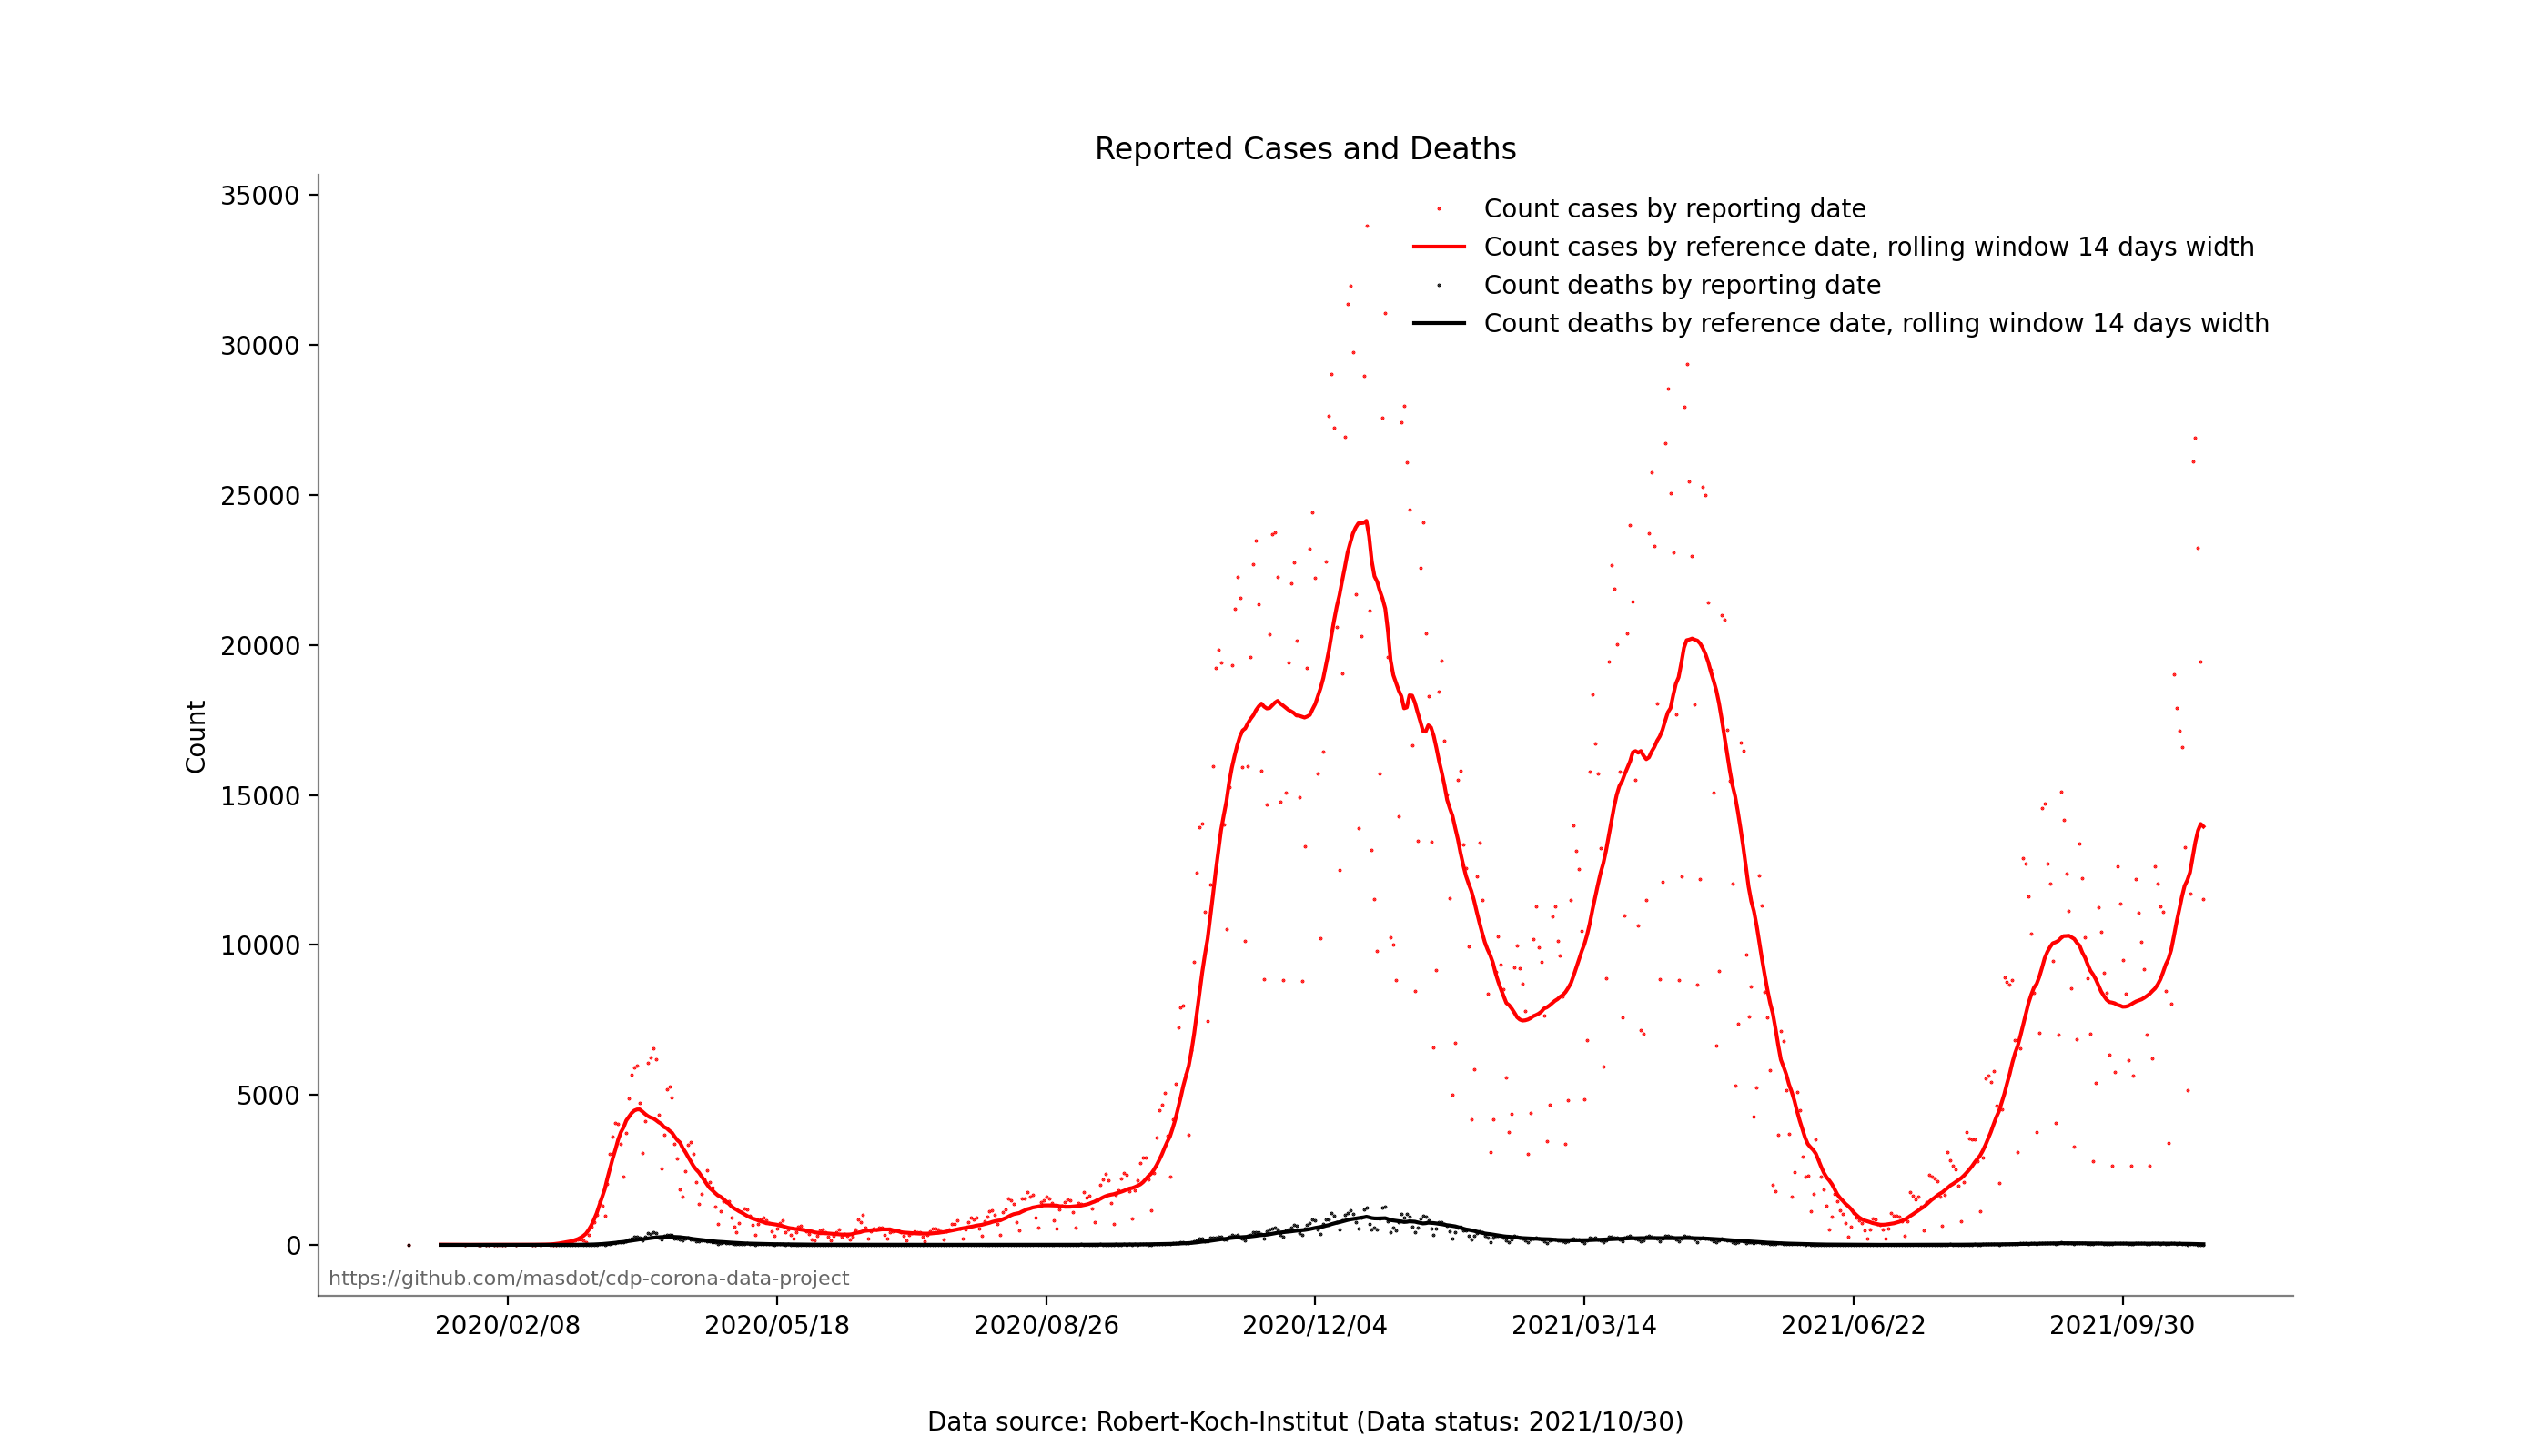 Reported Cases and Deaths
35000
30000
25000
20000
15000
10000
5000
0
Count
Count cases by reporting date
Count cases by reference date, rolling window 14 days width
Count deaths by reporting date
Count deaths by reference date, rolling window 14 days width
https://github.com/masdot/cdp-corona-data-project
2020/02/08 2020/05/18 2020/08/26 2020/12/04 2021/03/14 2021/06/22 2021/09/30
Data source: Robert-Koch-Institut (Data status: 2021/10/30)